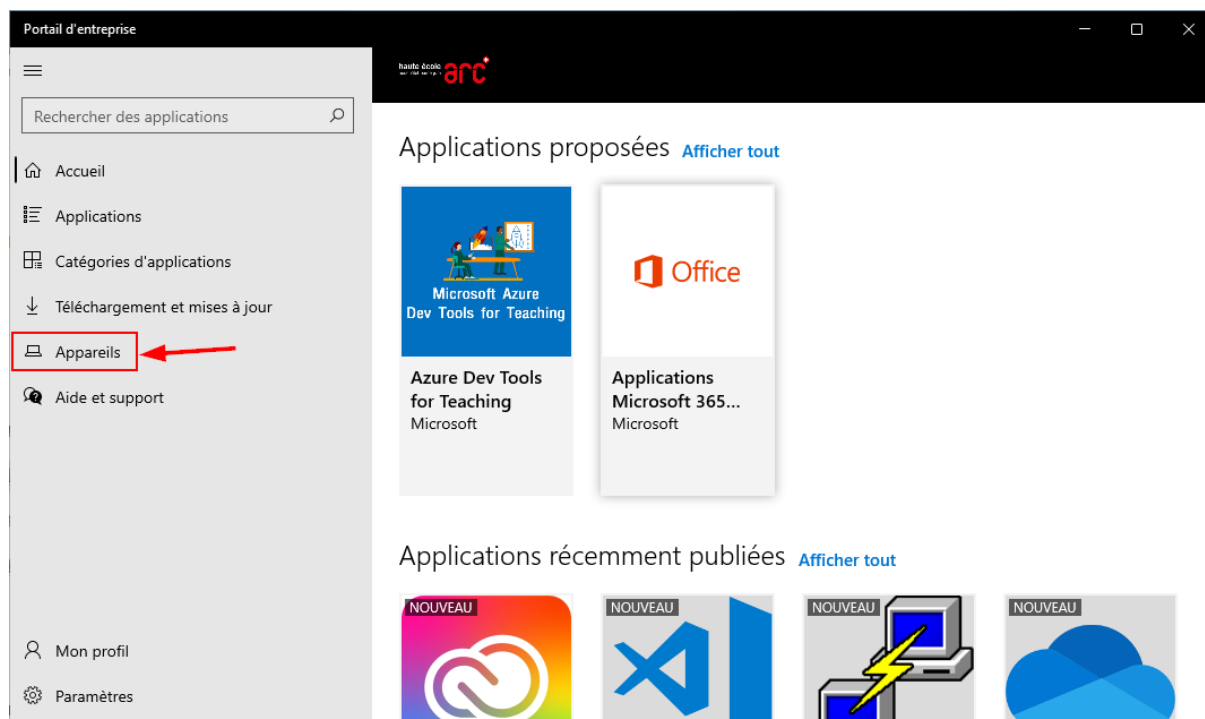 Portail d'entreprise
haute école
arc
Rechercher des applications
Accueil
Applications
Catégories d'applications
Téléchargement et mises à jour
Appareils
Aide et support
Mon profil
Paramètres
Applications proposées Afficher tout
Microsoft Azure
Dev Tools for Teaching
Azure Dev Tools
for Teaching
Microsoft
Office
Applications
Microsoft 365...
Microsoft
Applications récemment publiées Afficher tout
NOUVEAU
NOUVEAU
NOUVEAU
NOUVEAU